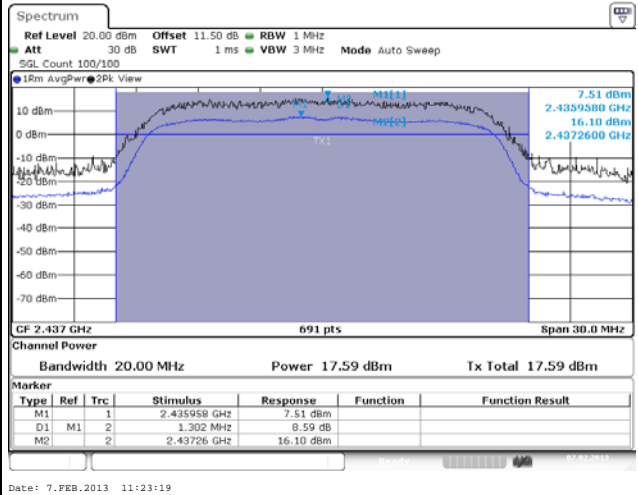 Spectrum
Ref Level 20.00 dBm Offset 11.50 dB RBW 1 MHz
Att 30 dB SWT 1 ms VBW 3 MHz Mode Auto Sweep
SGL Count 100/100
1Rm AvgPwr 2Pk View
M1[1] 7.51 dBm
2.4359580 GHz
10 dBm
M2[2] 16.10 dBm
2.4372600 GHz
0 dBm
TX1
-10 dBm
-20 dBm
-30 dBm
-40 dBm
-50 dBm
-60 dBm
-70 dBm
CF 2.437 GHz 691 pts Span 30.0 MHz
Channel Power
Bandwidth 20.00 MHz Power 17.59 dBm Tx Total 17.59 dBm
Marker
Type Ref Trc Stimulus Response Function Function Result
M1 1 2.435958 GHz 7.51 dBm
D1 M1 2 1.302 MHz 8.59 dB
M2 2 2.43726 GHz 16.10 dBm
Ready
Date: 7.FEB.2013 11:23:19